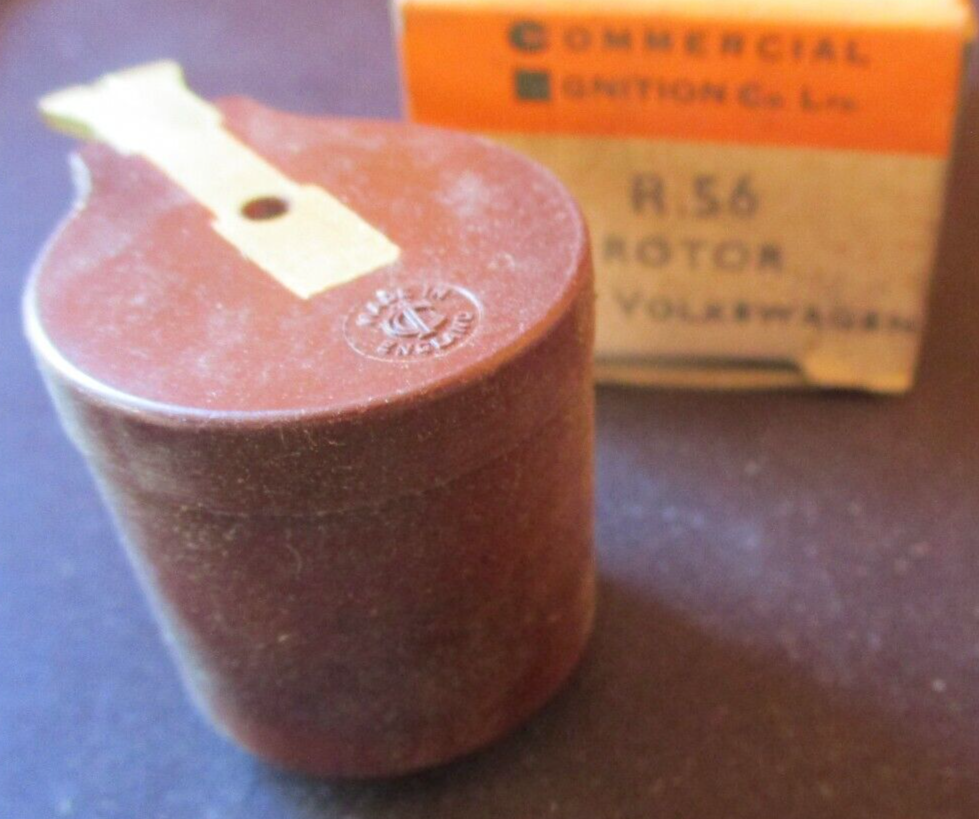 COMMERCIAL
IGNITION Co LTD.
R.56
ROTOR
VOLKSWAGEN
MADE IN
ENGLAND